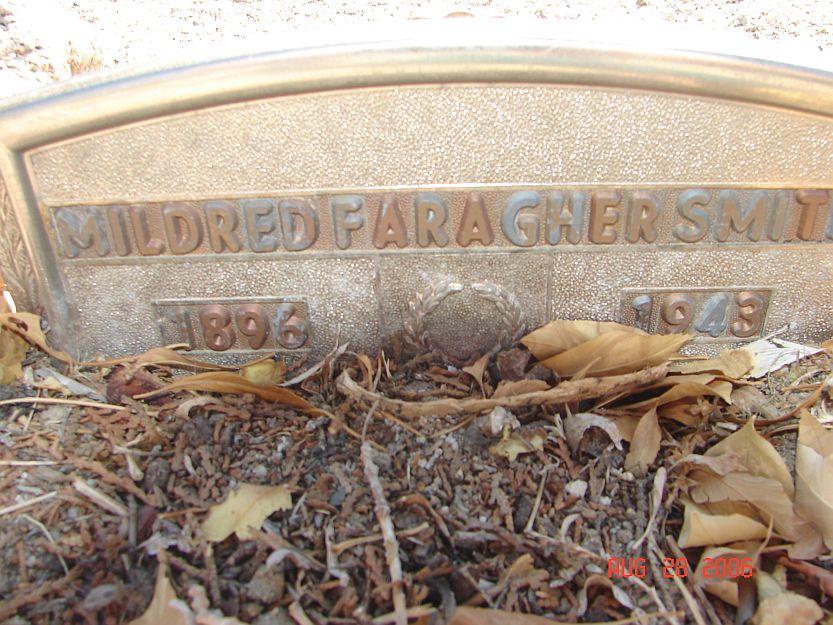 MILDRED FARAGHER SMIT
1896 1943
AUG 28 2006